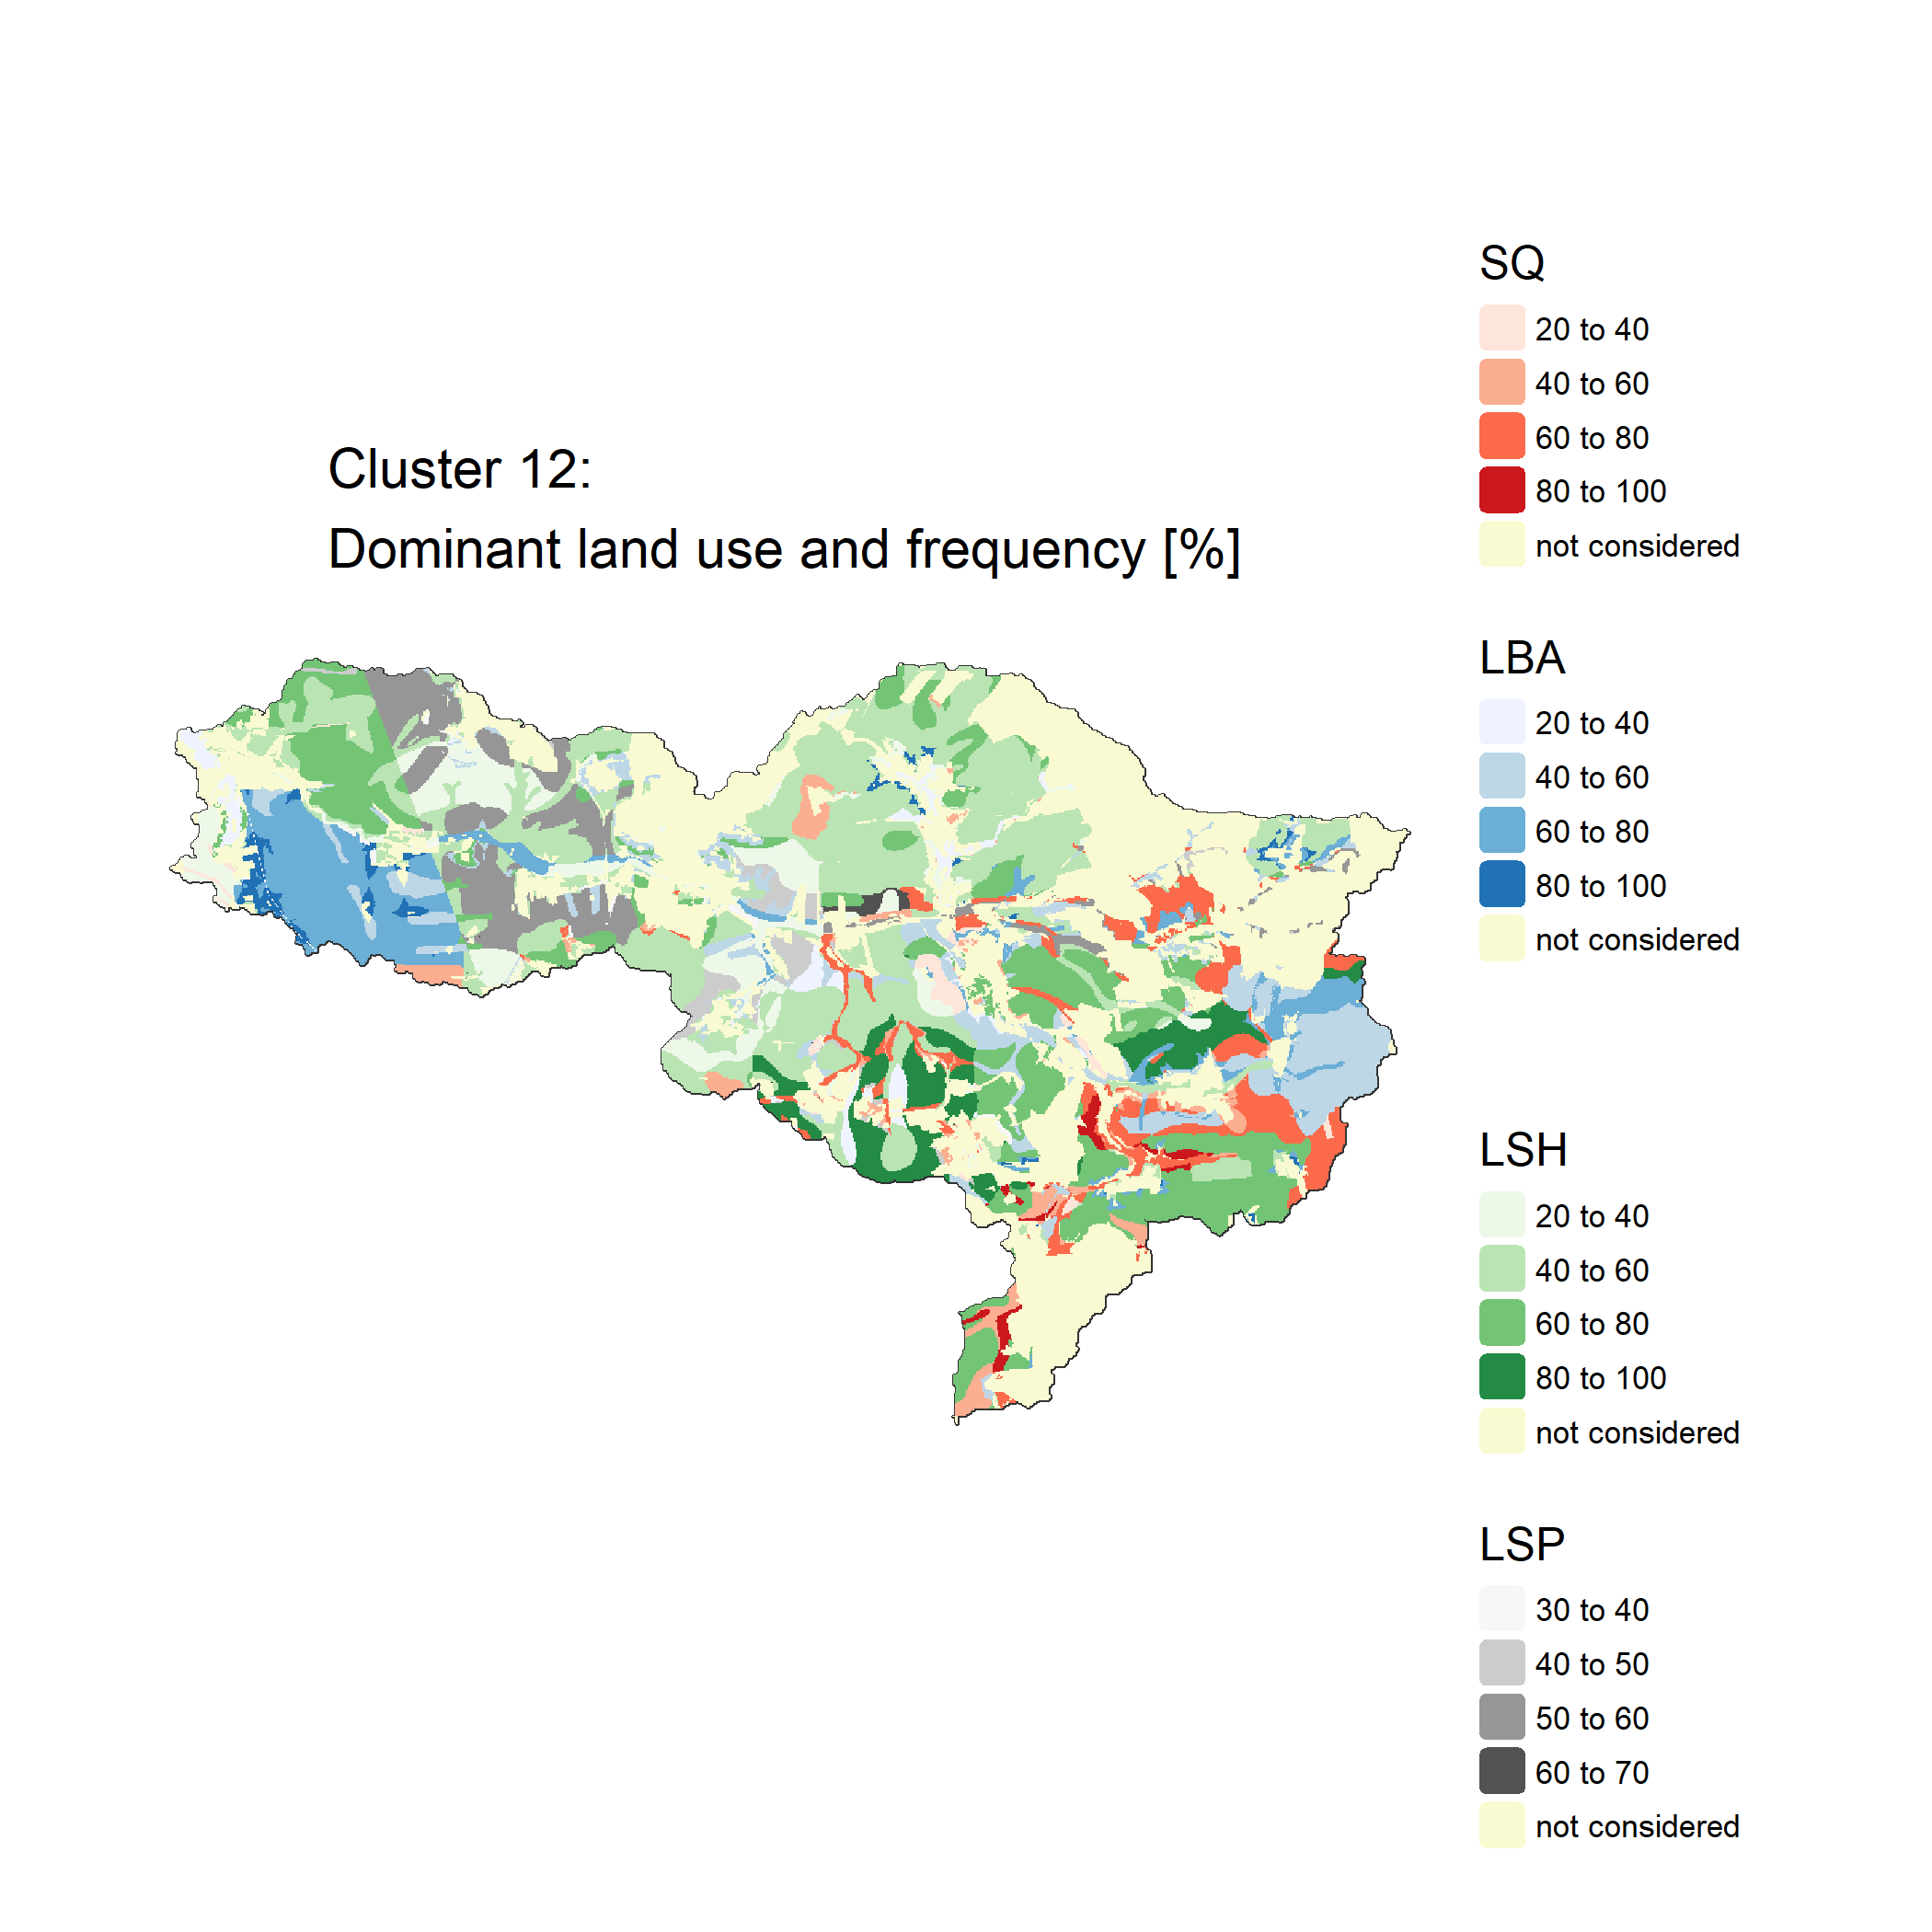 Cluster 12:
Dominant land use and frequency [%]
SQ
20 to 40
40 to 60
60 to 80
80 to 100
not considered
LBA
20 to 40
40 to 60
60 to 80
80 to 100
not considered
LSH
20 to 40
40 to 60
60 to 80
80 to 100
not considered
LSP
30 to 40
40 to 50
50 to 60
60 to 70
not considered